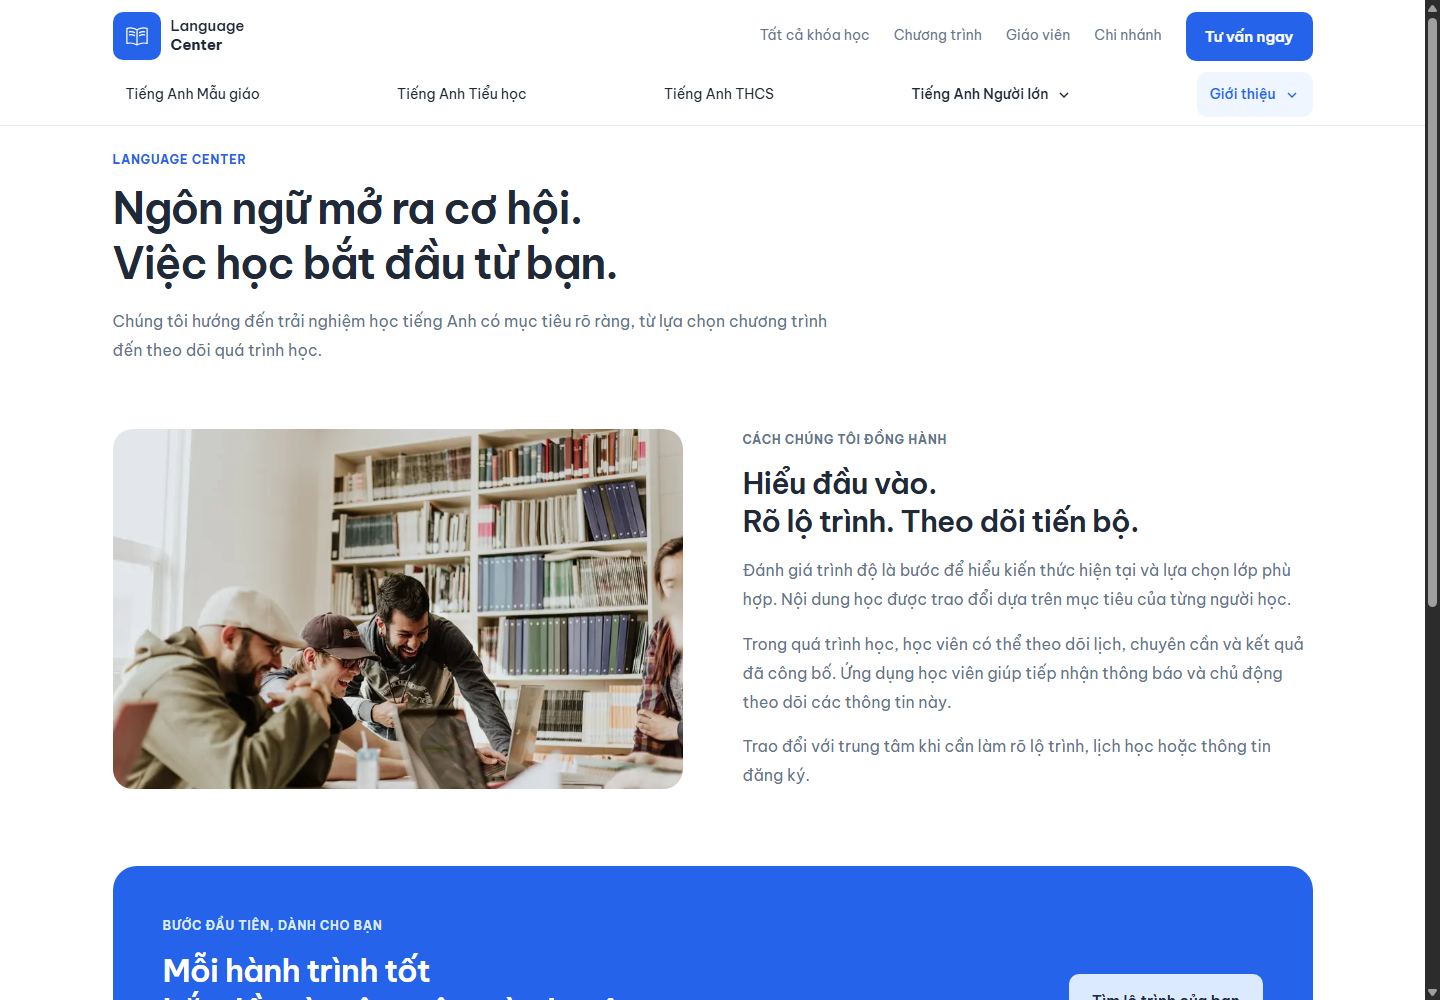 Language
Center
Tất cả khóa học
Chương trình
Giáo viên
Chi nhánh
Tư vấn ngay
Tiếng Anh Mẫu giáo
Tiếng Anh Tiểu học
Tiếng Anh THCS
Tiếng Anh Người lớn
Giới thiệu
LANGUAGE CENTER
Ngôn ngữ mở ra cơ hội.
Việc học bắt đầu từ bạn.
Chúng tôi hướng đến trải nghiệm học tiếng Anh có mục tiêu rõ ràng, từ lựa chọn chương trình
đến theo dõi quá trình học.
CÁCH CHÚNG TÔI ĐỒNG HÀNH
Hiểu đầu vào.
Rõ lộ trình. Theo dõi tiến bộ.
Đánh giá trình độ là bước để hiểu kiến thức hiện tại và lựa chọn lớp phù
hợp. Nội dung học được trao đổi dựa trên mục tiêu của từng người học.
Trong quá trình học, học viên có thể theo dõi lịch, chuyên cần và kết quả
đã công bố. Ứng dụng học viên giúp tiếp nhận thông báo và chủ động
theo dõi các thông tin này.
Trao đổi với trung tâm khi cần làm rõ lộ trình, lịch học hoặc thông tin
đăng ký.
BƯỚC ĐẦU TIÊN, DÀNH CHO BẠN
Mỗi hành trình tốt
Tìm lộ trình của bạn